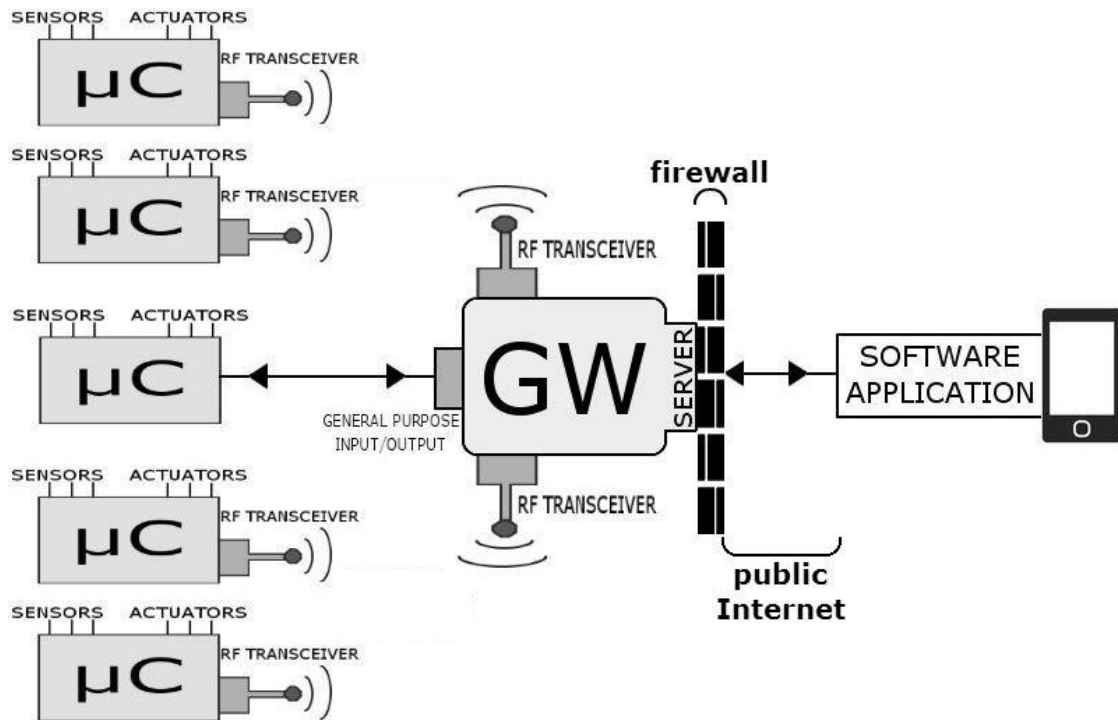 SENSORS ACTUATORS
RF TRANSCEIVER
µC
SENSORS ACTUATORS
RF TRANSCEIVER
µC
SENSORS ACTUATORS
µC
SENSORS ACTUATORS
RF TRANSCEIVER
µC
SENSORS ACTUATORS
RF TRANSCEIVER
µC
RF TRANSCEIVER
GW
SERVER
GENERAL PURPOSE
INPUT/OUTPUT
RF TRANSCEIVER
firewall
SOFTWARE
APPLICATION
public
Internet